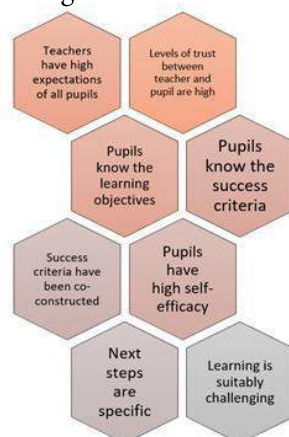 Teachers
have high
expectations
of all pupils
Levels of trust
between
teacher and
pupil are high
Pupils
know the
learning
objectives
Pupils
know the
success
criteria
Success
criteria have
been co-
constructed
Pupils
have
high self-
efficacy
Next
steps
are
specific
Learning is
suitably
challenging